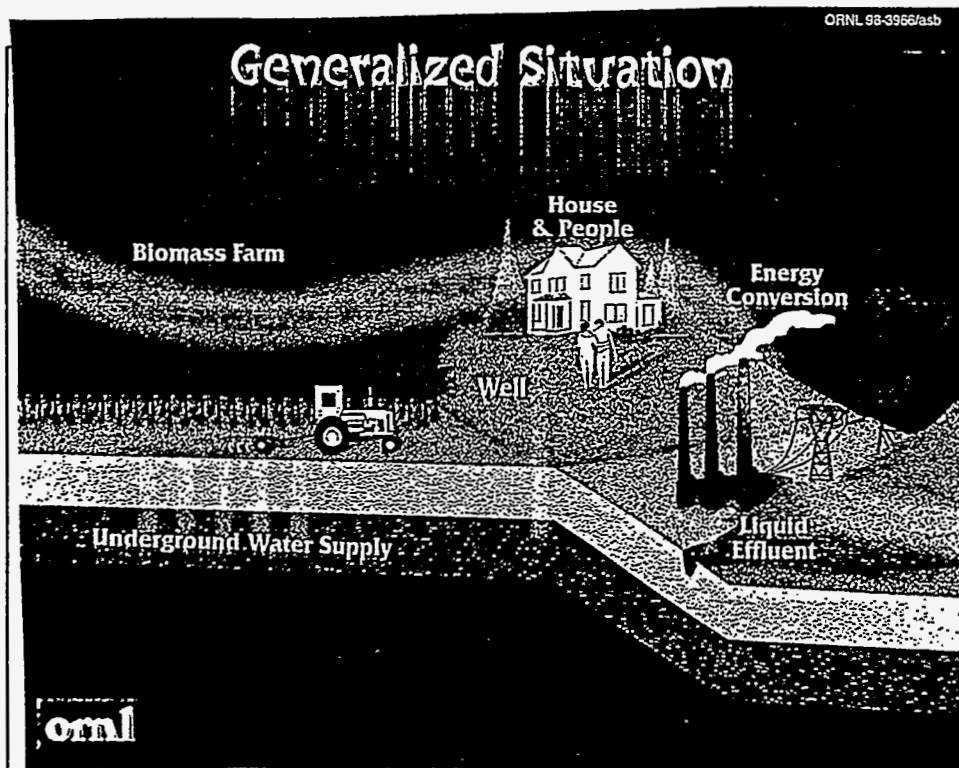 ORNL 93-3966/asb
Generalized Situation
House
& People
Biomass Farm
Energy
Conversion
Well
Liquid
Effluent
Underground Water Supply
ornl